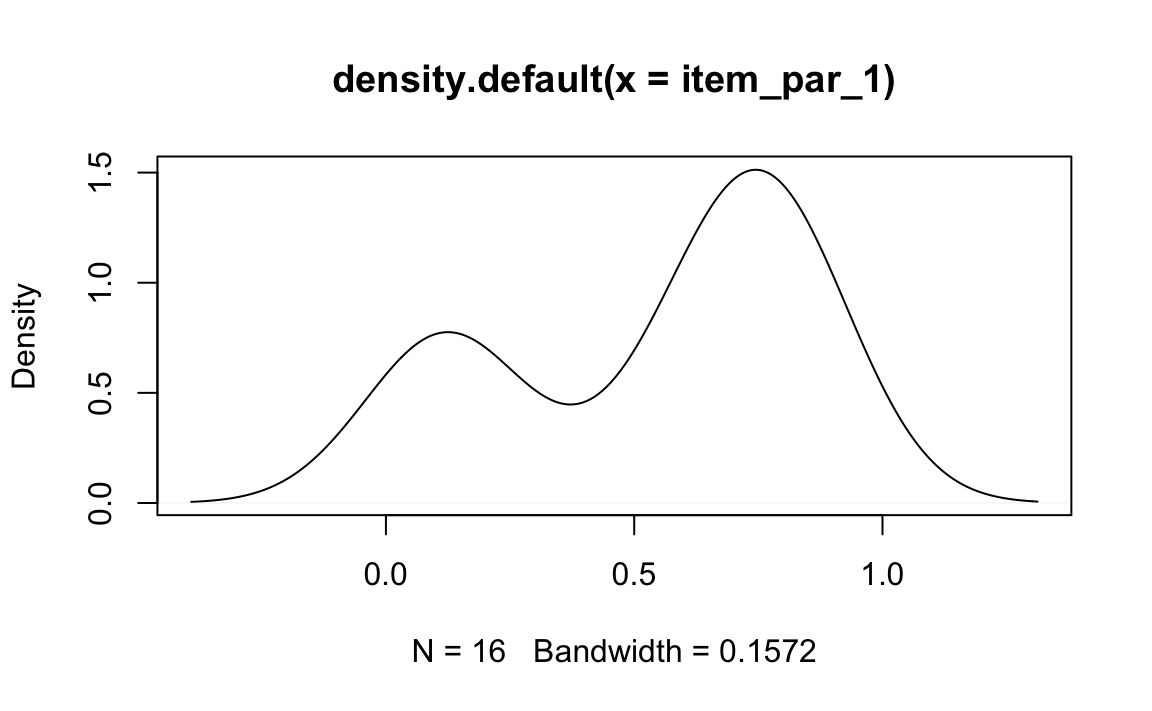 density.default(x = item_par_1)
Density
1.5
1.0
0.5
0.0
0.0 0.5 1.0
N = 16 Bandwidth = 0.1572